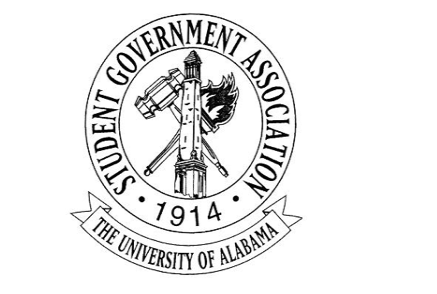 STUDENT GOVERNMENT ASSOCIATION
• 1914 •
THE UNIVERSITY OF ALABAMA